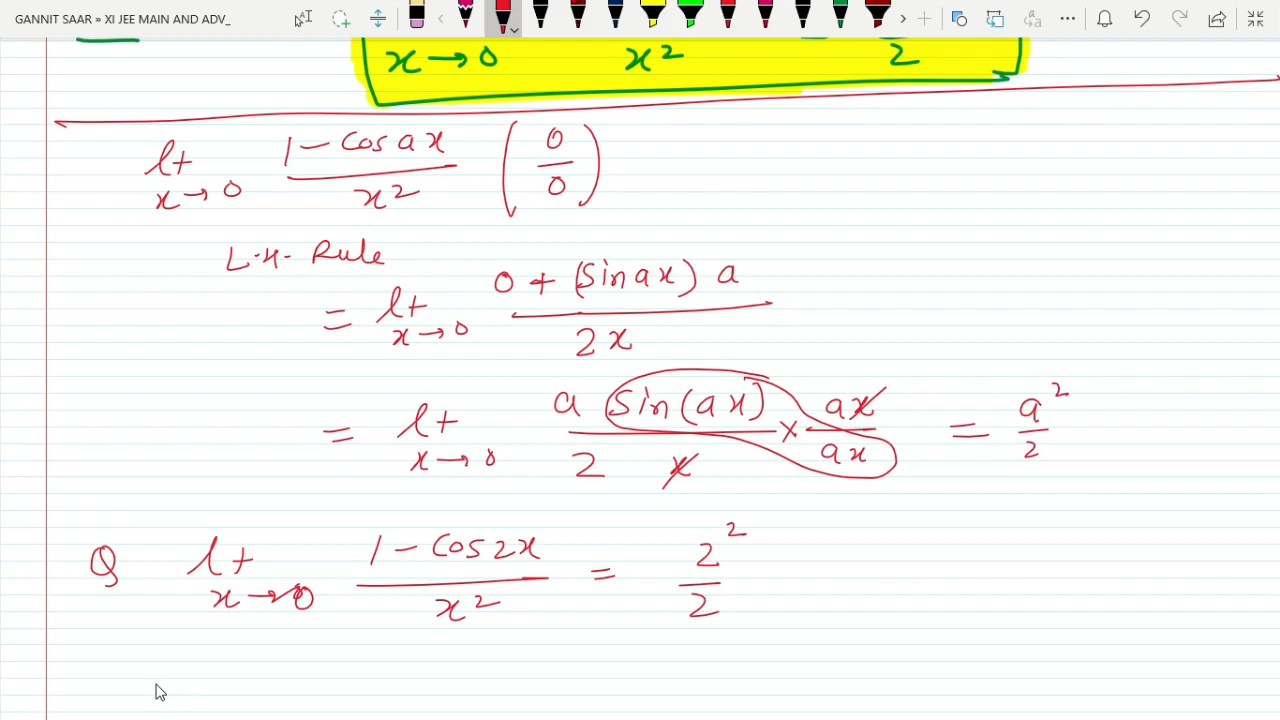 GANNIT SAAR » XI JEE MAIN AND ADV_
x→0 x² 2
lt x→0 (1 - cos ax)/x² (0/0)
L.H. Rule
= lt x→0 (0 + (Sin ax) a)/(2x)
= lt x→0 (a Sin(ax))/(2 x) × (ax)/(ax) = a²/2
Q lt x→0 (1 - cos 2x)/x² = 2²/2